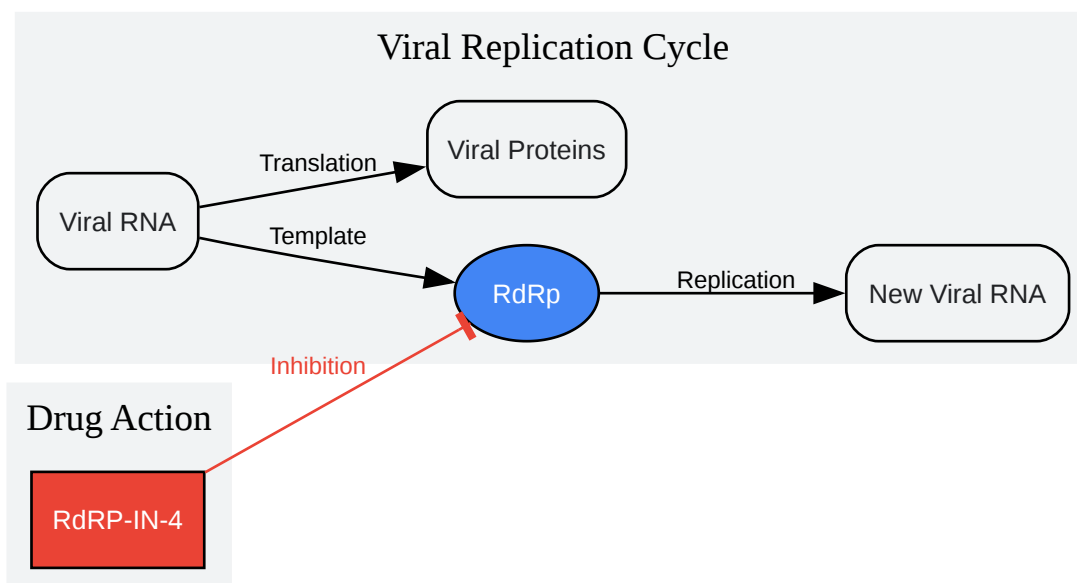 Viral Replication Cycle
Viral Proteins
Translation
Viral RNA
Template
RdRp
Replication
New Viral RNA
Inhibition
Drug Action
RdRP-IN-4